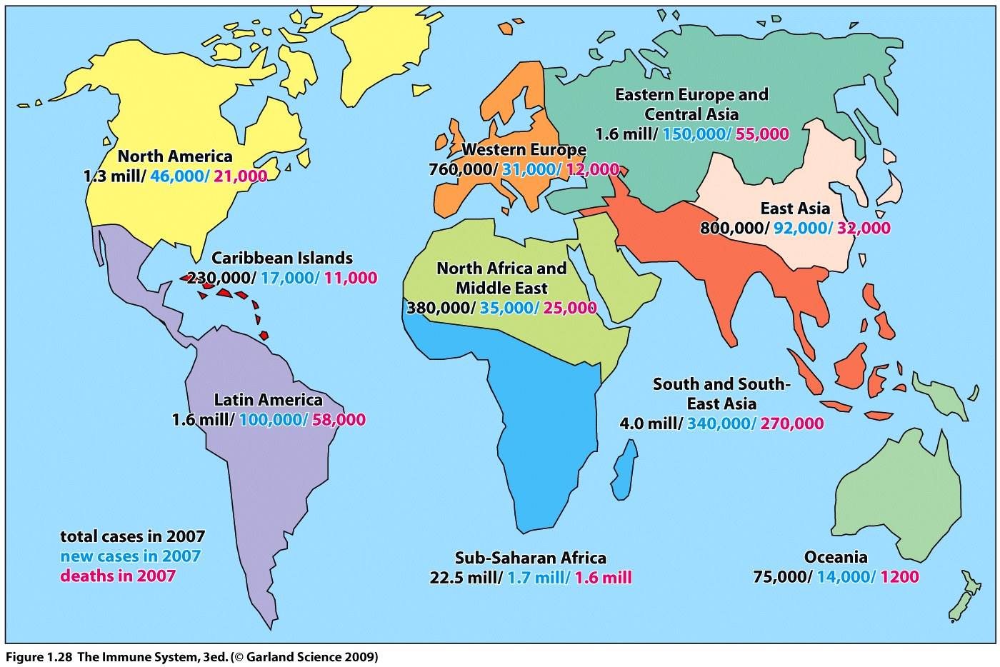 Eastern Europe and
Central Asia
1.6 mill/ 150,000/ 55,000
North America
1.3 mill/ 46,000/ 21,000
Western Europe
760,000/ 31,000/ 12,000
East Asia
800,000/ 92,000/ 32,000
Caribbean Islands
230,000/ 17,000/ 11,000
North Africa and
Middle East
380,000/ 35,000/ 25,000
South and South-
East Asia
4.0 mill/ 340,000/ 270,000
Latin America
1.6 mill/ 100,000/ 58,000
total cases in 2007
new cases in 2007
deaths in 2007
Sub-Saharan Africa
22.5 mill/ 1.7 mill/ 1.6 mill
Oceania
75,000/ 14,000/ 1200
Figure 1.28 The Immune System, 3ed. (© Garland Science 2009)